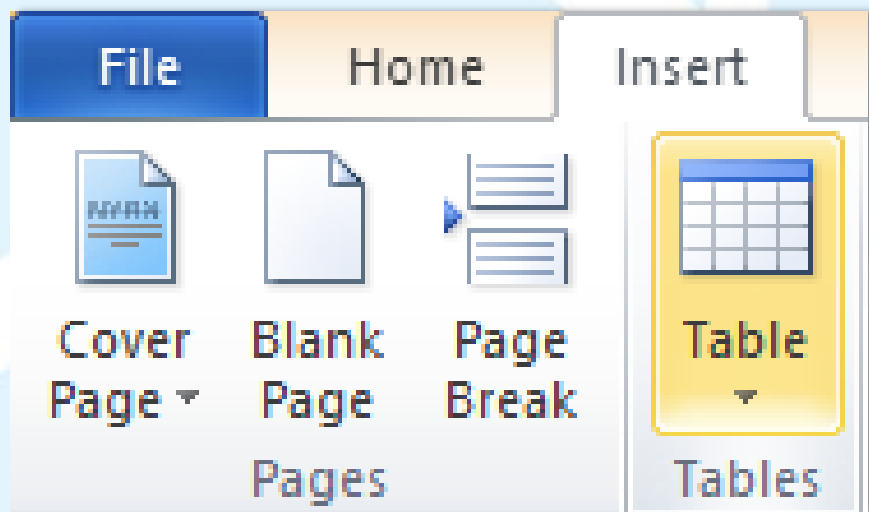 File Home Insert
Cover Blank Page Table
Page Page Break
Pages Tables